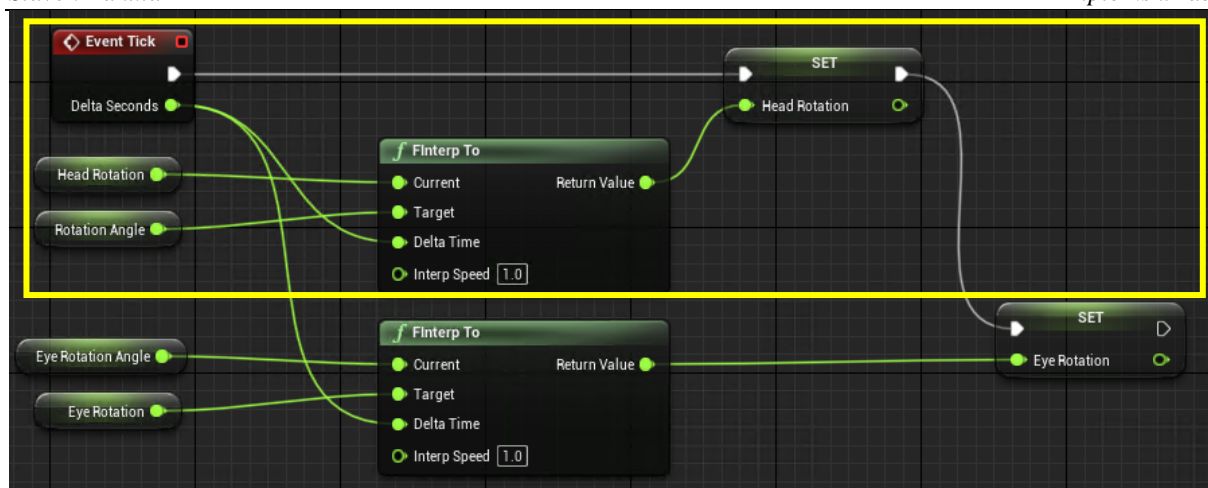 Event Tick
SET
Delta Seconds
Head Rotation
f FInterp To
Head Rotation
Current
Return Value
Target
Rotation Angle
Delta Time
Interp Speed 1.0
SET
f FInterp To
Eye Rotation Angle
Current
Return Value
Eye Rotation
Target
Eye Rotation
Delta Time
Interp Speed 1.0